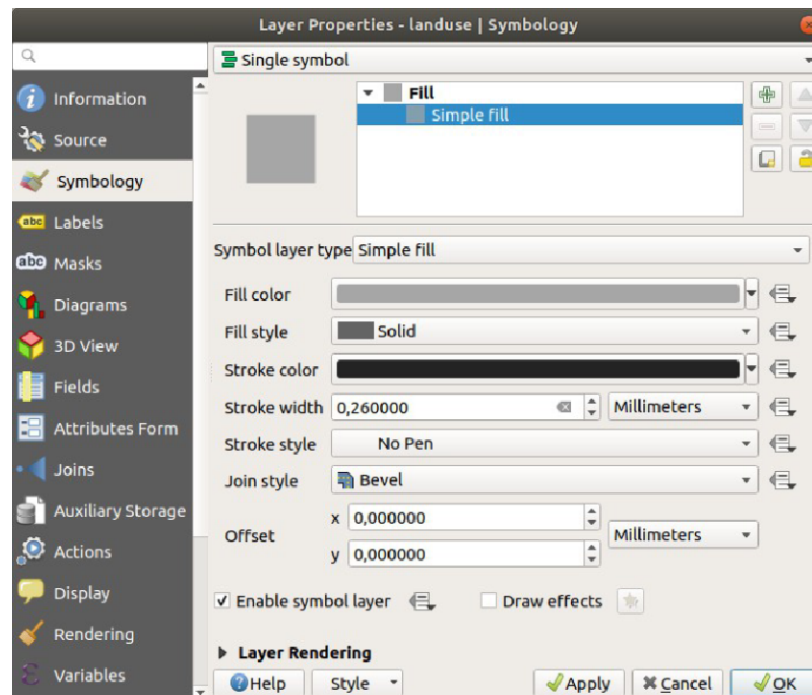 Layer Properties - landuse | Symbology
Information
Source
Symbology
abc Labels
abc Masks
Diagrams
3D View
Fields
Attributes Form
Joins
Auxiliary Storage
Actions
Display
Rendering
Variables
Single symbol
Fill
Simple fill
Symbol layer type Simple fill
Fill color
Fill style Solid
Stroke color
Stroke width 0,260000 Millimeters
Stroke style No Pen
Join style Bevel
Offset x 0,000000 Millimeters
y 0,000000
Enable symbol layer Draw effects
Layer Rendering
Help Style Apply Cancel OK